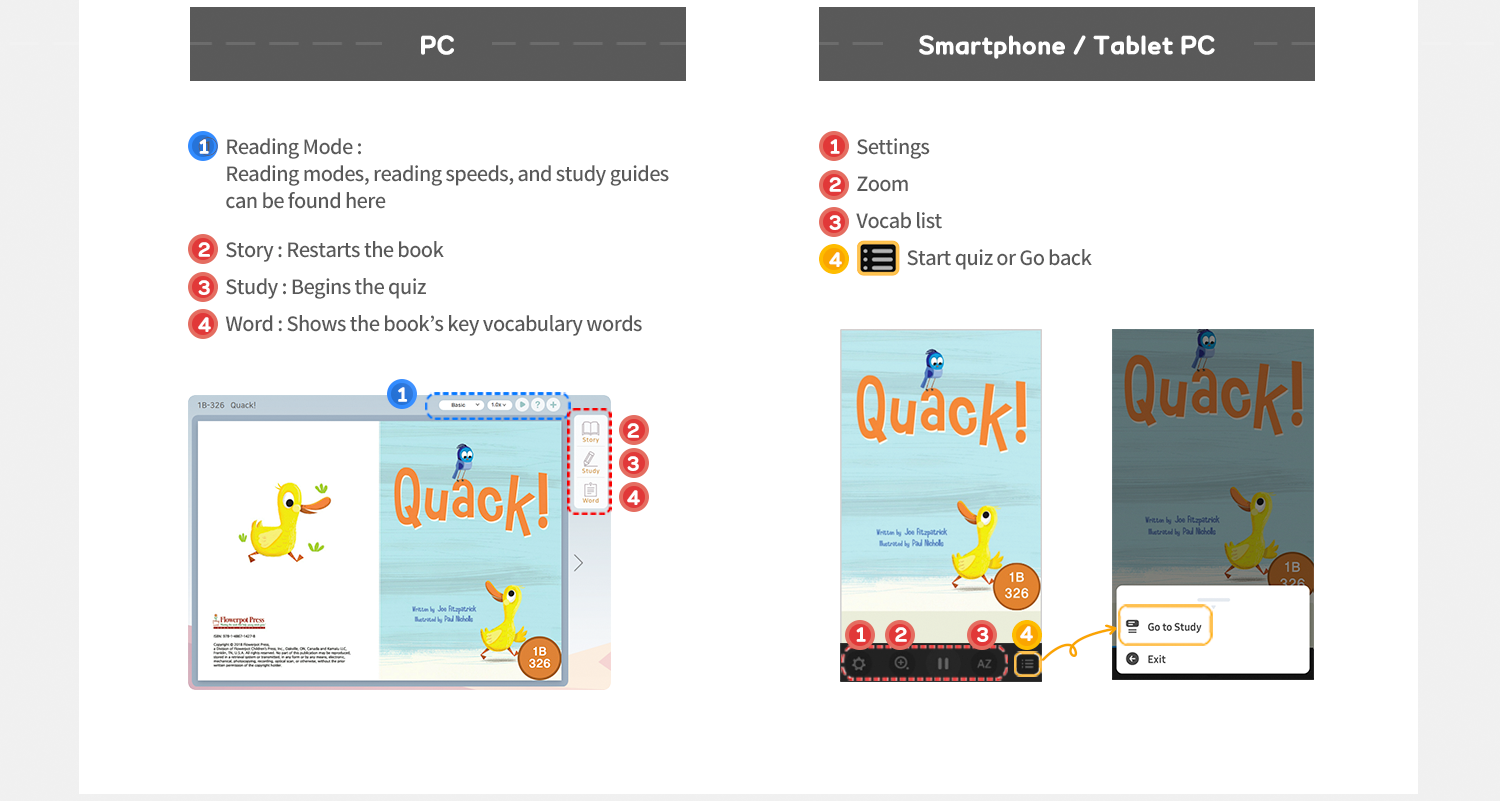 PC
1 Reading Mode :
Reading modes, reading speeds, and study guides
can be found here
2 Story : Restarts the book
3 Study : Begins the quiz
4 Word : Shows the book’s key vocabulary words
1
1B-326 Quack!
Basic 1.0x ? +
Story
Study
Word
2
3
4
Quack!
Written by Joe Fitzpatrick
Illustrated by Paul Nicholls
1B
326
Flowerpot Press
Smartphone / Tablet PC
1 Settings
2 Zoom
3 Vocab list
4 Start quiz or Go back
Quack!
Written by Joe Fitzpatrick
Illustrated by Paul Nicholls
1B
326
1 2 3 4
AZ
Quack!
Written by Joe Fitzpatrick
Illustrated by Paul Nicholls
1B
326
Go to Study
Exit